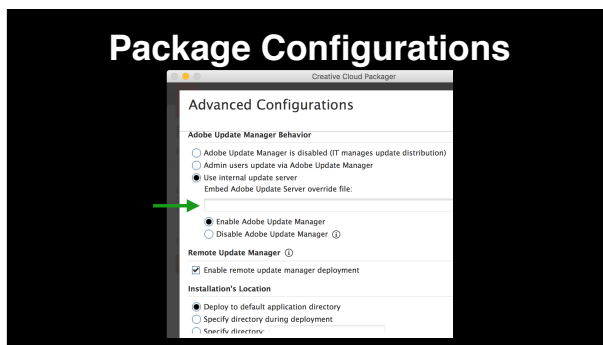 Package Configurations
Creative Cloud Packager
Advanced Configurations
Adobe Update Manager Behavior
Adobe Update Manager is disabled (IT manages update distribution)
Admin users update via Adobe Update Manager
Use internal update server
Embed Adobe Update Server override file:
Enable Adobe Update Manager
Disable Adobe Update Manager
Remote Update Manager
Enable remote update manager deployment
Installation's Location
Deploy to default application directory
Specify directory during deployment
Specify directory: